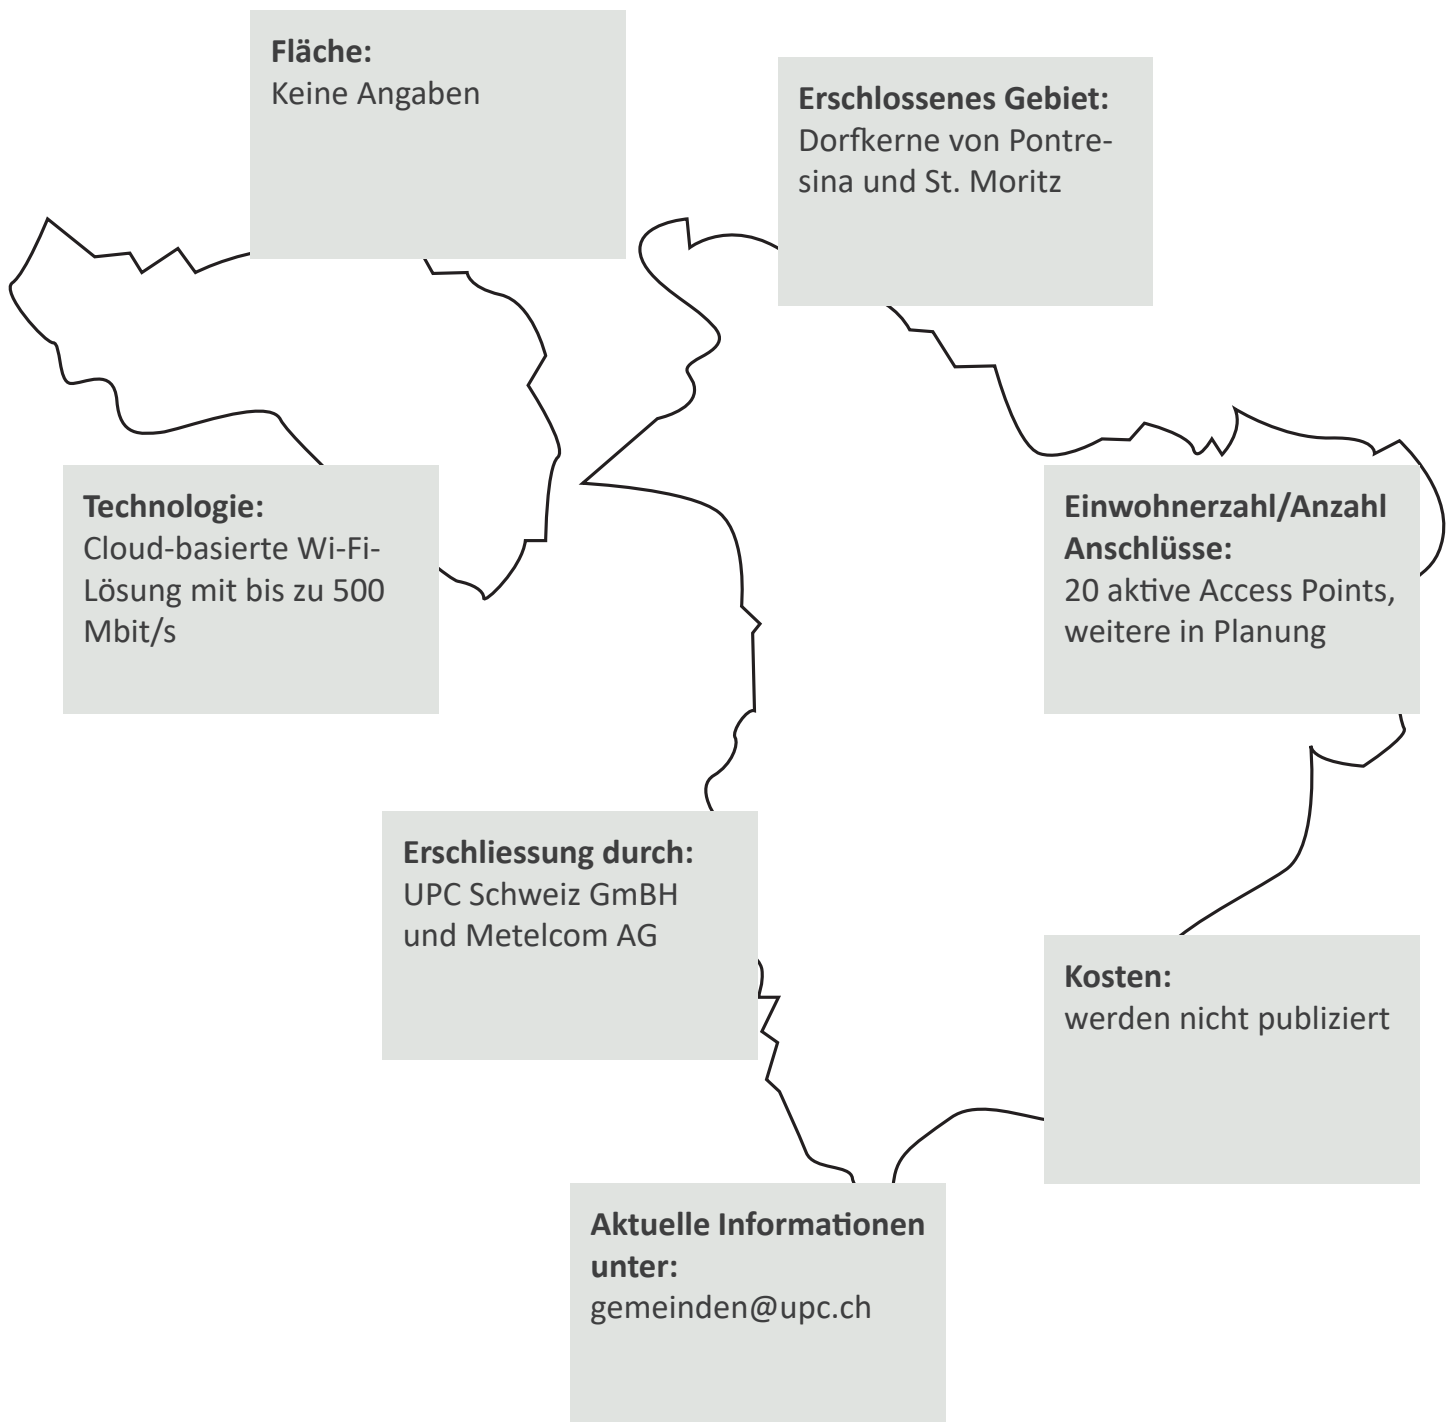 Fläche:
Keine Angaben
Erschlossenes Gebiet:
Dorfkerne von Pontre-
sina und St. Moritz
Technologie:
Cloud-basierte Wi-Fi-
Lösung mit bis zu 500
Mbit/s
Einwohnerzahl/Anzahl
Anschlüsse:
20 aktive Access Points,
weitere in Planung
Erschliessung durch:
UPC Schweiz GmBH
und Metelcom AG
Kosten:
werden nicht publiziert
Aktuelle Informationen
unter:
gemeinden@upc.ch